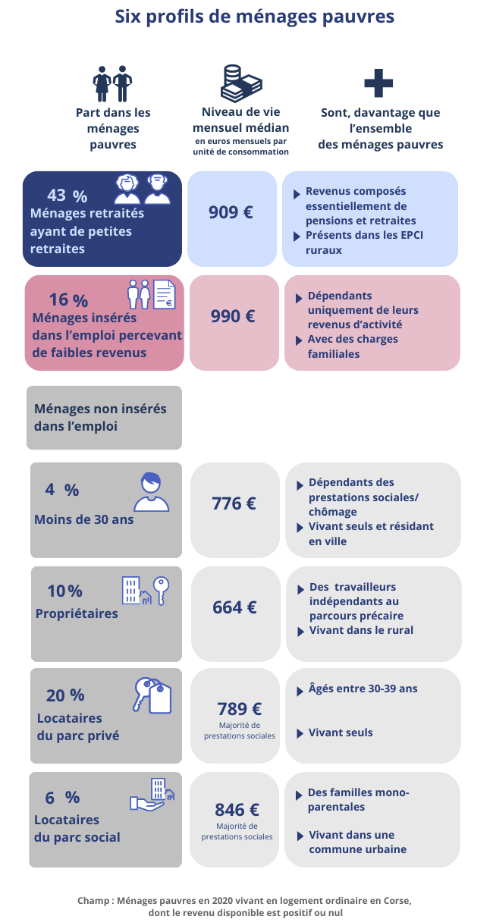 Six profils de ménages pauvres
Part dans les
ménages
pauvres
Niveau de vie
mensuel médian
en euros mensuels par
unité de consommation
Sont, davantage que
l’ensemble
des ménages pauvres
43 %
Ménages retraités
ayant de petites
retraites
909 €
Revenus composés
essentiellement de
pensions et retraites
Présents dans les EPCI
ruraux
16 %
Ménages insérés
dans l’emploi percevant
de faibles revenus
€
990 €
Dépendants
uniquement de leurs
revenus d’activité
Avec des charges
familiales
Ménages non insérés
dans l’emploi
4 %
Moins de 30 ans
776 €
Dépendants des
prestations sociales/
chômage
Vivant seuls et résidant
en ville
10 %
Propriétaires
664 €
Des travailleurs
indépendants au
parcours précaire
Vivant dans le rural
20 %
Locataires
du parc privé
789 €
Majorité de
prestations sociales
Âgés entre 30-39 ans
Vivant seuls
6 %
Locataires
du parc social
846 €
Majorité de
prestations sociales
Des familles mono-
parentales
Vivant dans une
commune urbaine
Champ : Ménages pauvres en 2020 vivant en logement ordinaire en Corse,
dont le revenu disponible est positif ou nul